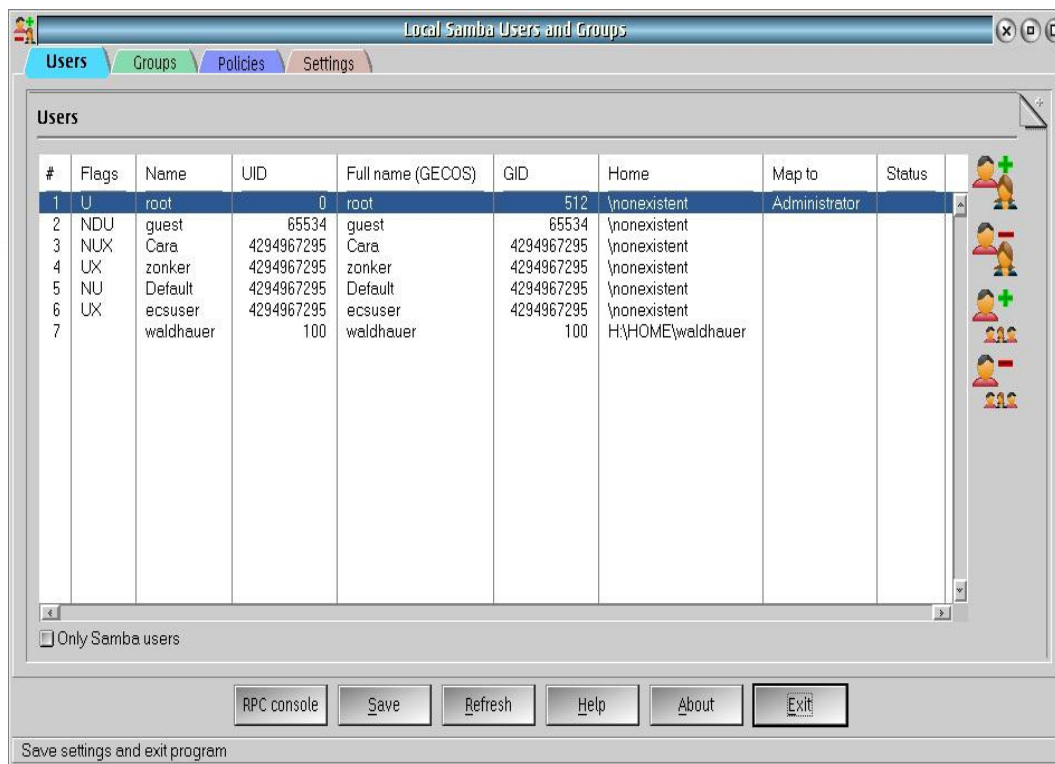 Local Samba Users and Groups
Users Groups Policies Settings
Users
# Flags Name UID Full name (GECOS) GID Home Map to Status
1 U root 0 root 512 \nonexistent Administrator
2 NDU guest 65534 guest 65534 \nonexistent
3 NUX Cara 4294967295 Cara 4294967295 \nonexistent
4 UX zonker 4294967295 zonker 4294967295 \nonexistent
5 NU Default 4294967295 Default 4294967295 \nonexistent
6 UX ecsuser 4294967295 ecsuser 4294967295 \nonexistent
7 waldhauer 100 waldhauer 100 H:\HOME\waldhauer
Only Samba users
RPC console Save Refresh Help About Exit
Save settings and exit program